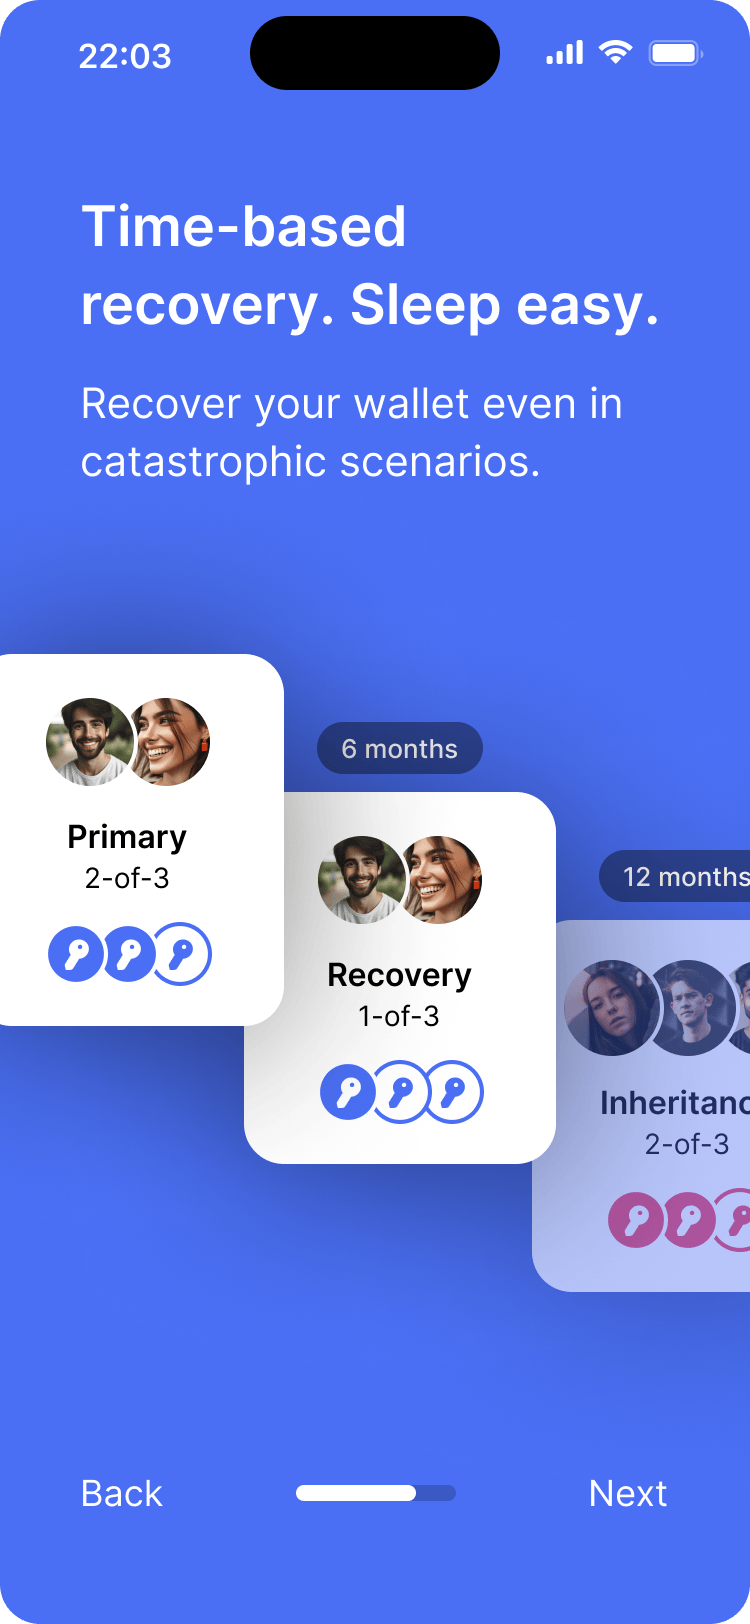 22:03
Time-based
recovery. Sleep easy.
Recover your wallet even in
catastrophic scenarios.
Primary
2-of-3
6 months
Recovery
1-of-3
12 months
2-of-3
Back
Next